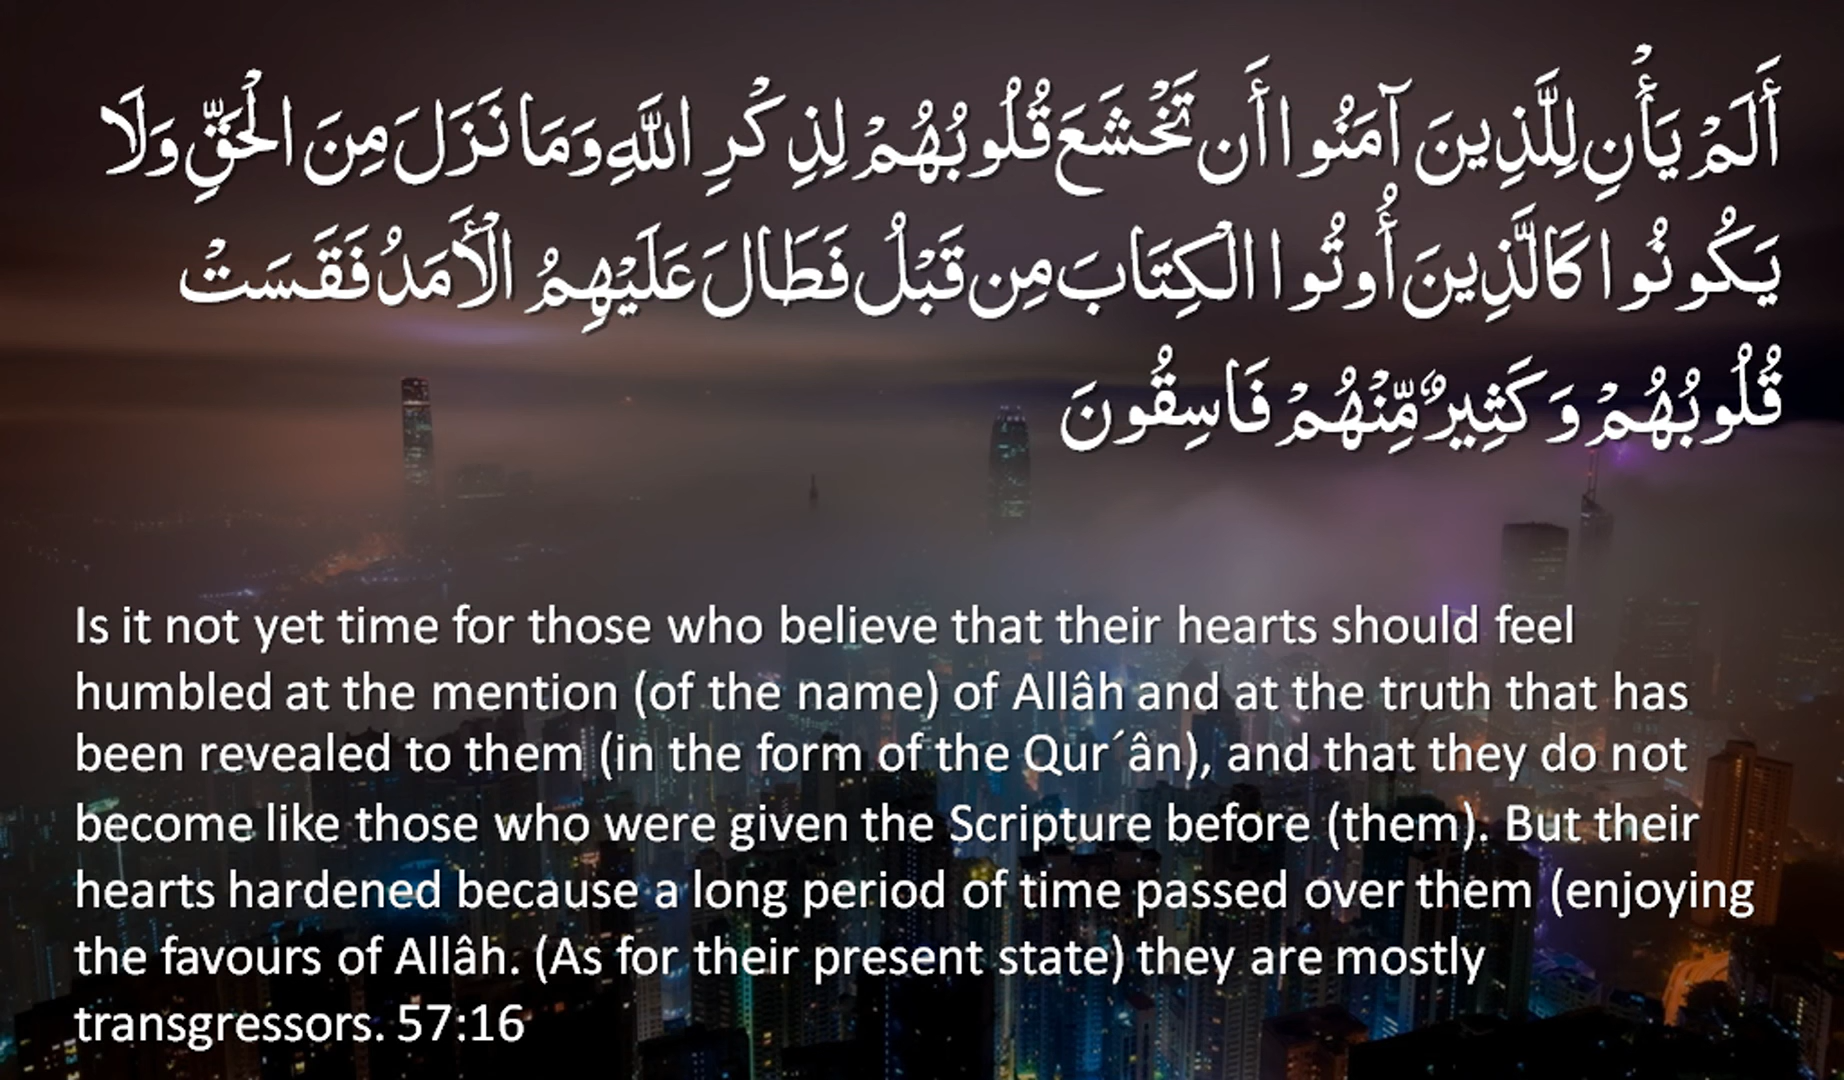 أَلَمْ يَأْنِ لِلَّذِينَ آمَنُوا أَن تَخْشَعَ قُلُوبُهُمْ لِذِكْرِ اللَّهِ وَمَا نَزَلَ مِنَ الْحَقِّ وَلَا
يَكُونُوا كَالَّذِينَ أُوتُوا الْكِتَابَ مِن قَبْلُ فَطَالَ عَلَيْهِمُ الْأَمَدُ فَقَسَتْ
قُلُوبُهُمْ وَكَثِيرٌ مِّنْهُمْ فَاسِقُونَ
Is it not yet time for those who believe that their hearts should feel
humbled at the mention (of the name) of Allâh and at the truth that has
been revealed to them (in the form of the Qur´ân), and that they do not
become like those who were given the Scripture before (them). But their
hearts hardened because a long period of time passed over them (enjoying
the favours of Allâh. (As for their present state) they are mostly
transgressors. 57:16